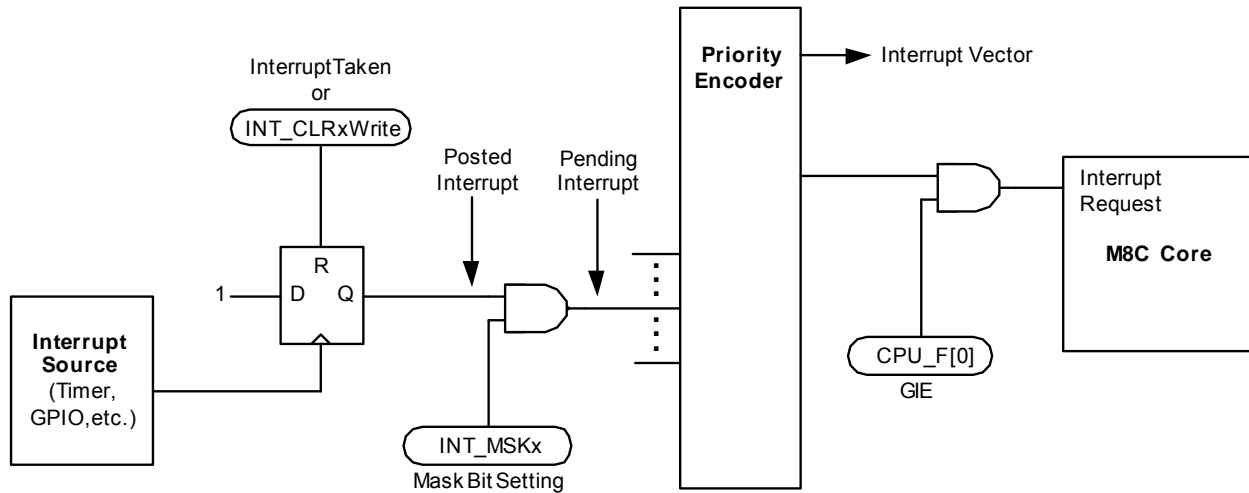 InterruptTaken
or
INT_CLRxWrite
Posted
Interrupt
Pending
Interrupt
Priority
Encoder
Interrupt Vector
Interrupt
Request
M8C Core
1
R
D
Q
Interrupt
Source
(Timer,
GPIO,etc.)
INT_MSKx
Mask Bit Setting
CPU_F[0]
GIE